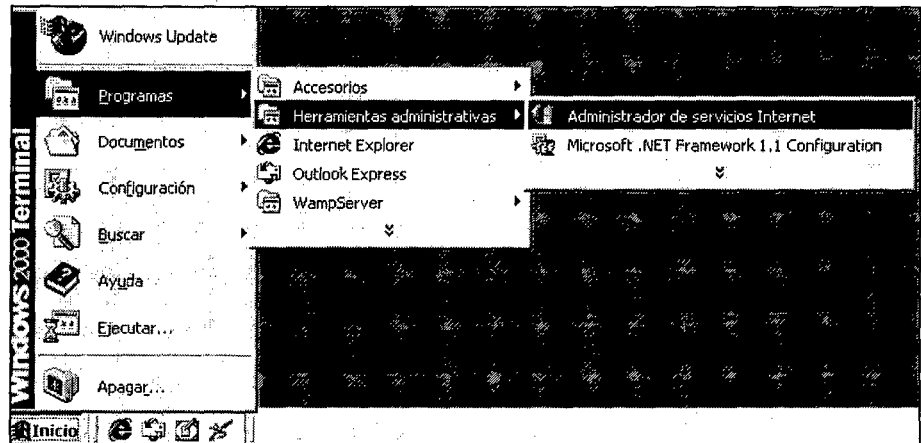 Windows 2000 Terminal
Windows Update
Programas
Documentos
Configuración
Buscar
Ayuda
Ejecutar...
Apagar...
Inicio
Accesorios
Herramientas administrativas
Internet Explorer
Outlook Express
WampServer
Administrador de servicios Internet
Microsoft .NET Framework 1.1 Configuration